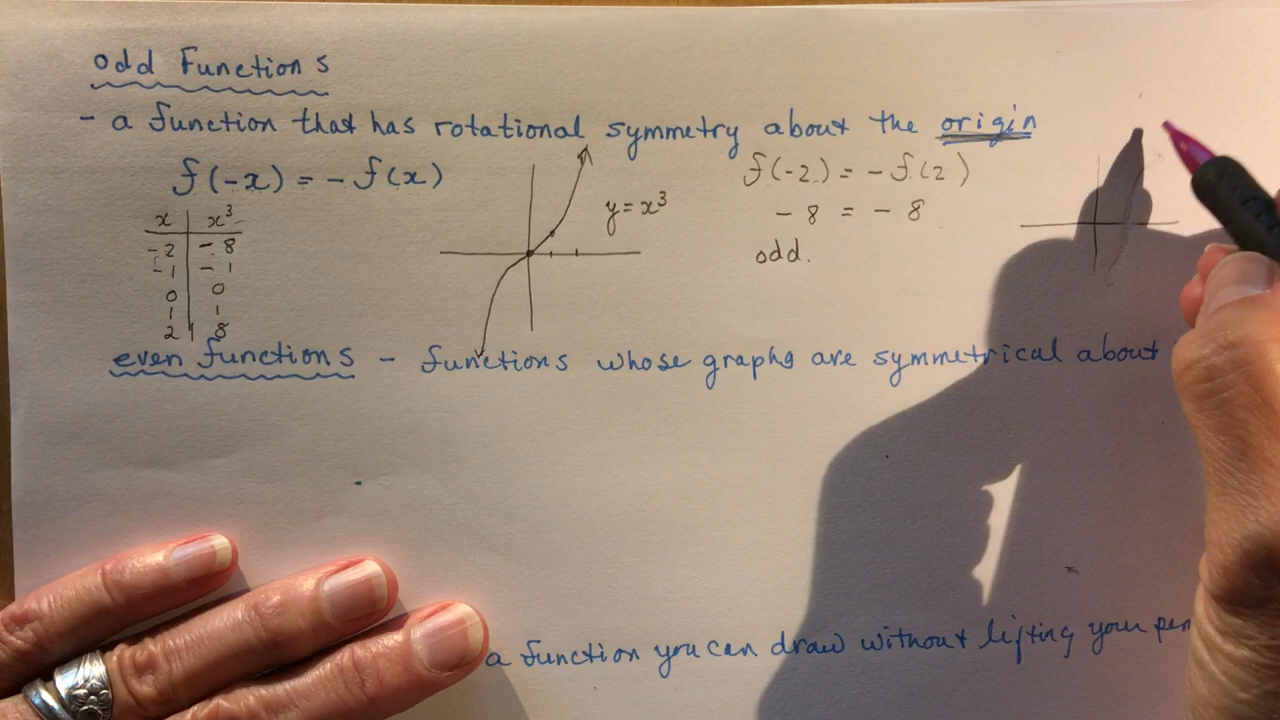 odd Functions
- a function that has rotational symmetry about the origin
f(-x) = - f(x)
x x³
-2 -8
-1 -1
0 0
1 1
2 8
y = x³
f(-2) = - f(2)
- 8 = - 8
odd.
even functions - functions whose graphs are symmetrical about
a function you can draw without lifting your pen